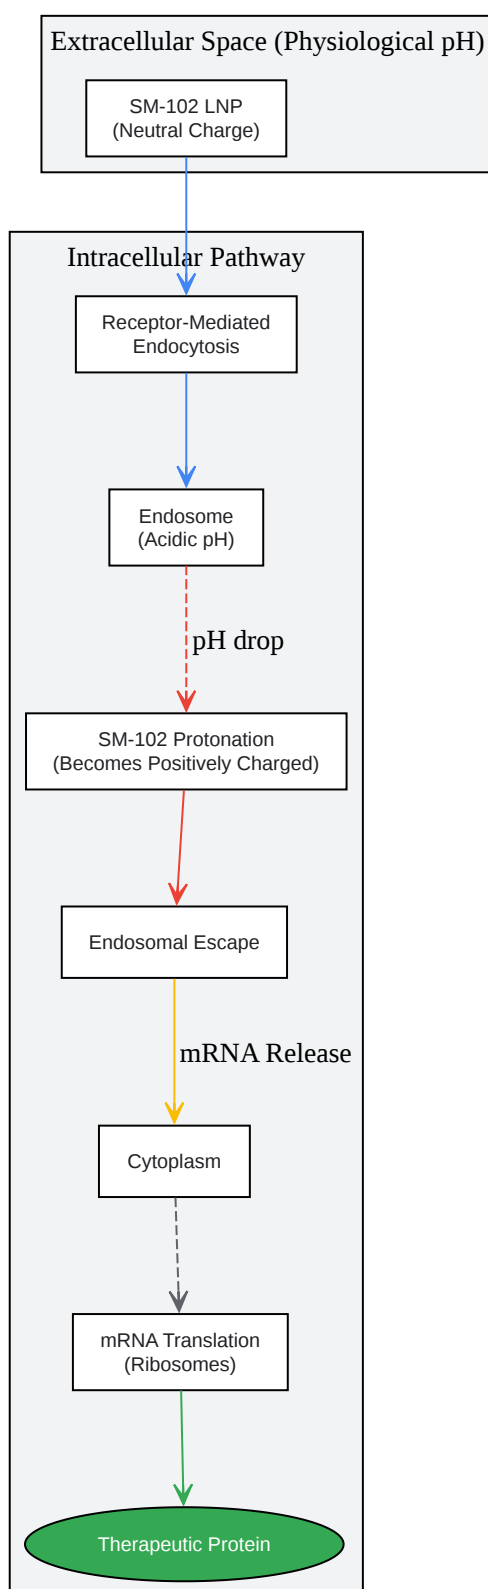 Extracellular Space (Physiological pH)
SM-102 LNP
(Neutral Charge)
Intracellular Pathway
Receptor-Mediated
Endocytosis
Endosome
(Acidic pH)
pH drop
SM-102 Protonation
(Becomes Positively Charged)
Endosomal Escape
mRNA Release
Cytoplasm
mRNA Translation
(Ribosomes)
Therapeutic Protein